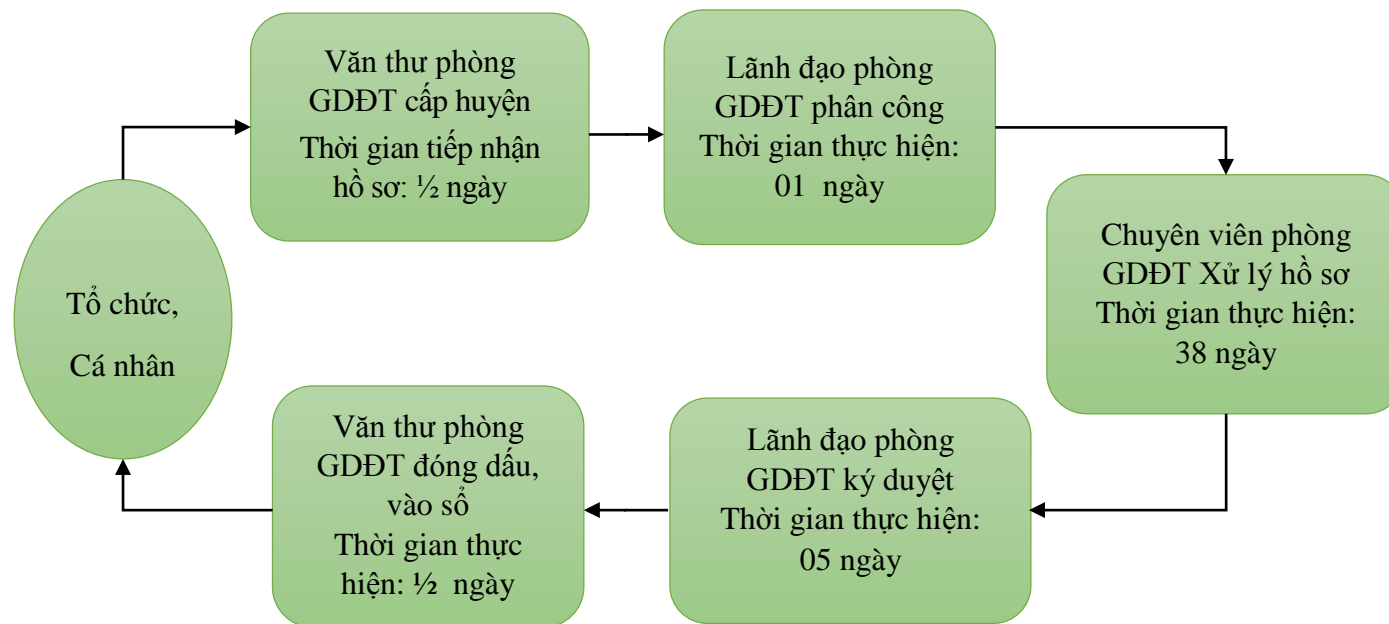 Văn thư phòng
GDĐT cấp huyện
Thời gian tiếp nhận
hồ sơ: ½ ngày
Lãnh đạo phòng
GDĐT phân công
Thời gian thực hiện:
01 ngày
Chuyên viên phòng
GDĐT Xử lý hồ sơ
Thời gian thực hiện:
38 ngày
Tổ chức,
Cá nhân
Văn thư phòng
GDĐT đóng dấu,
vào sổ
Thời gian thực
hiện: ½ ngày
Lãnh đạo phòng
GDĐT ký duyệt
Thời gian thực hiện:
05 ngày